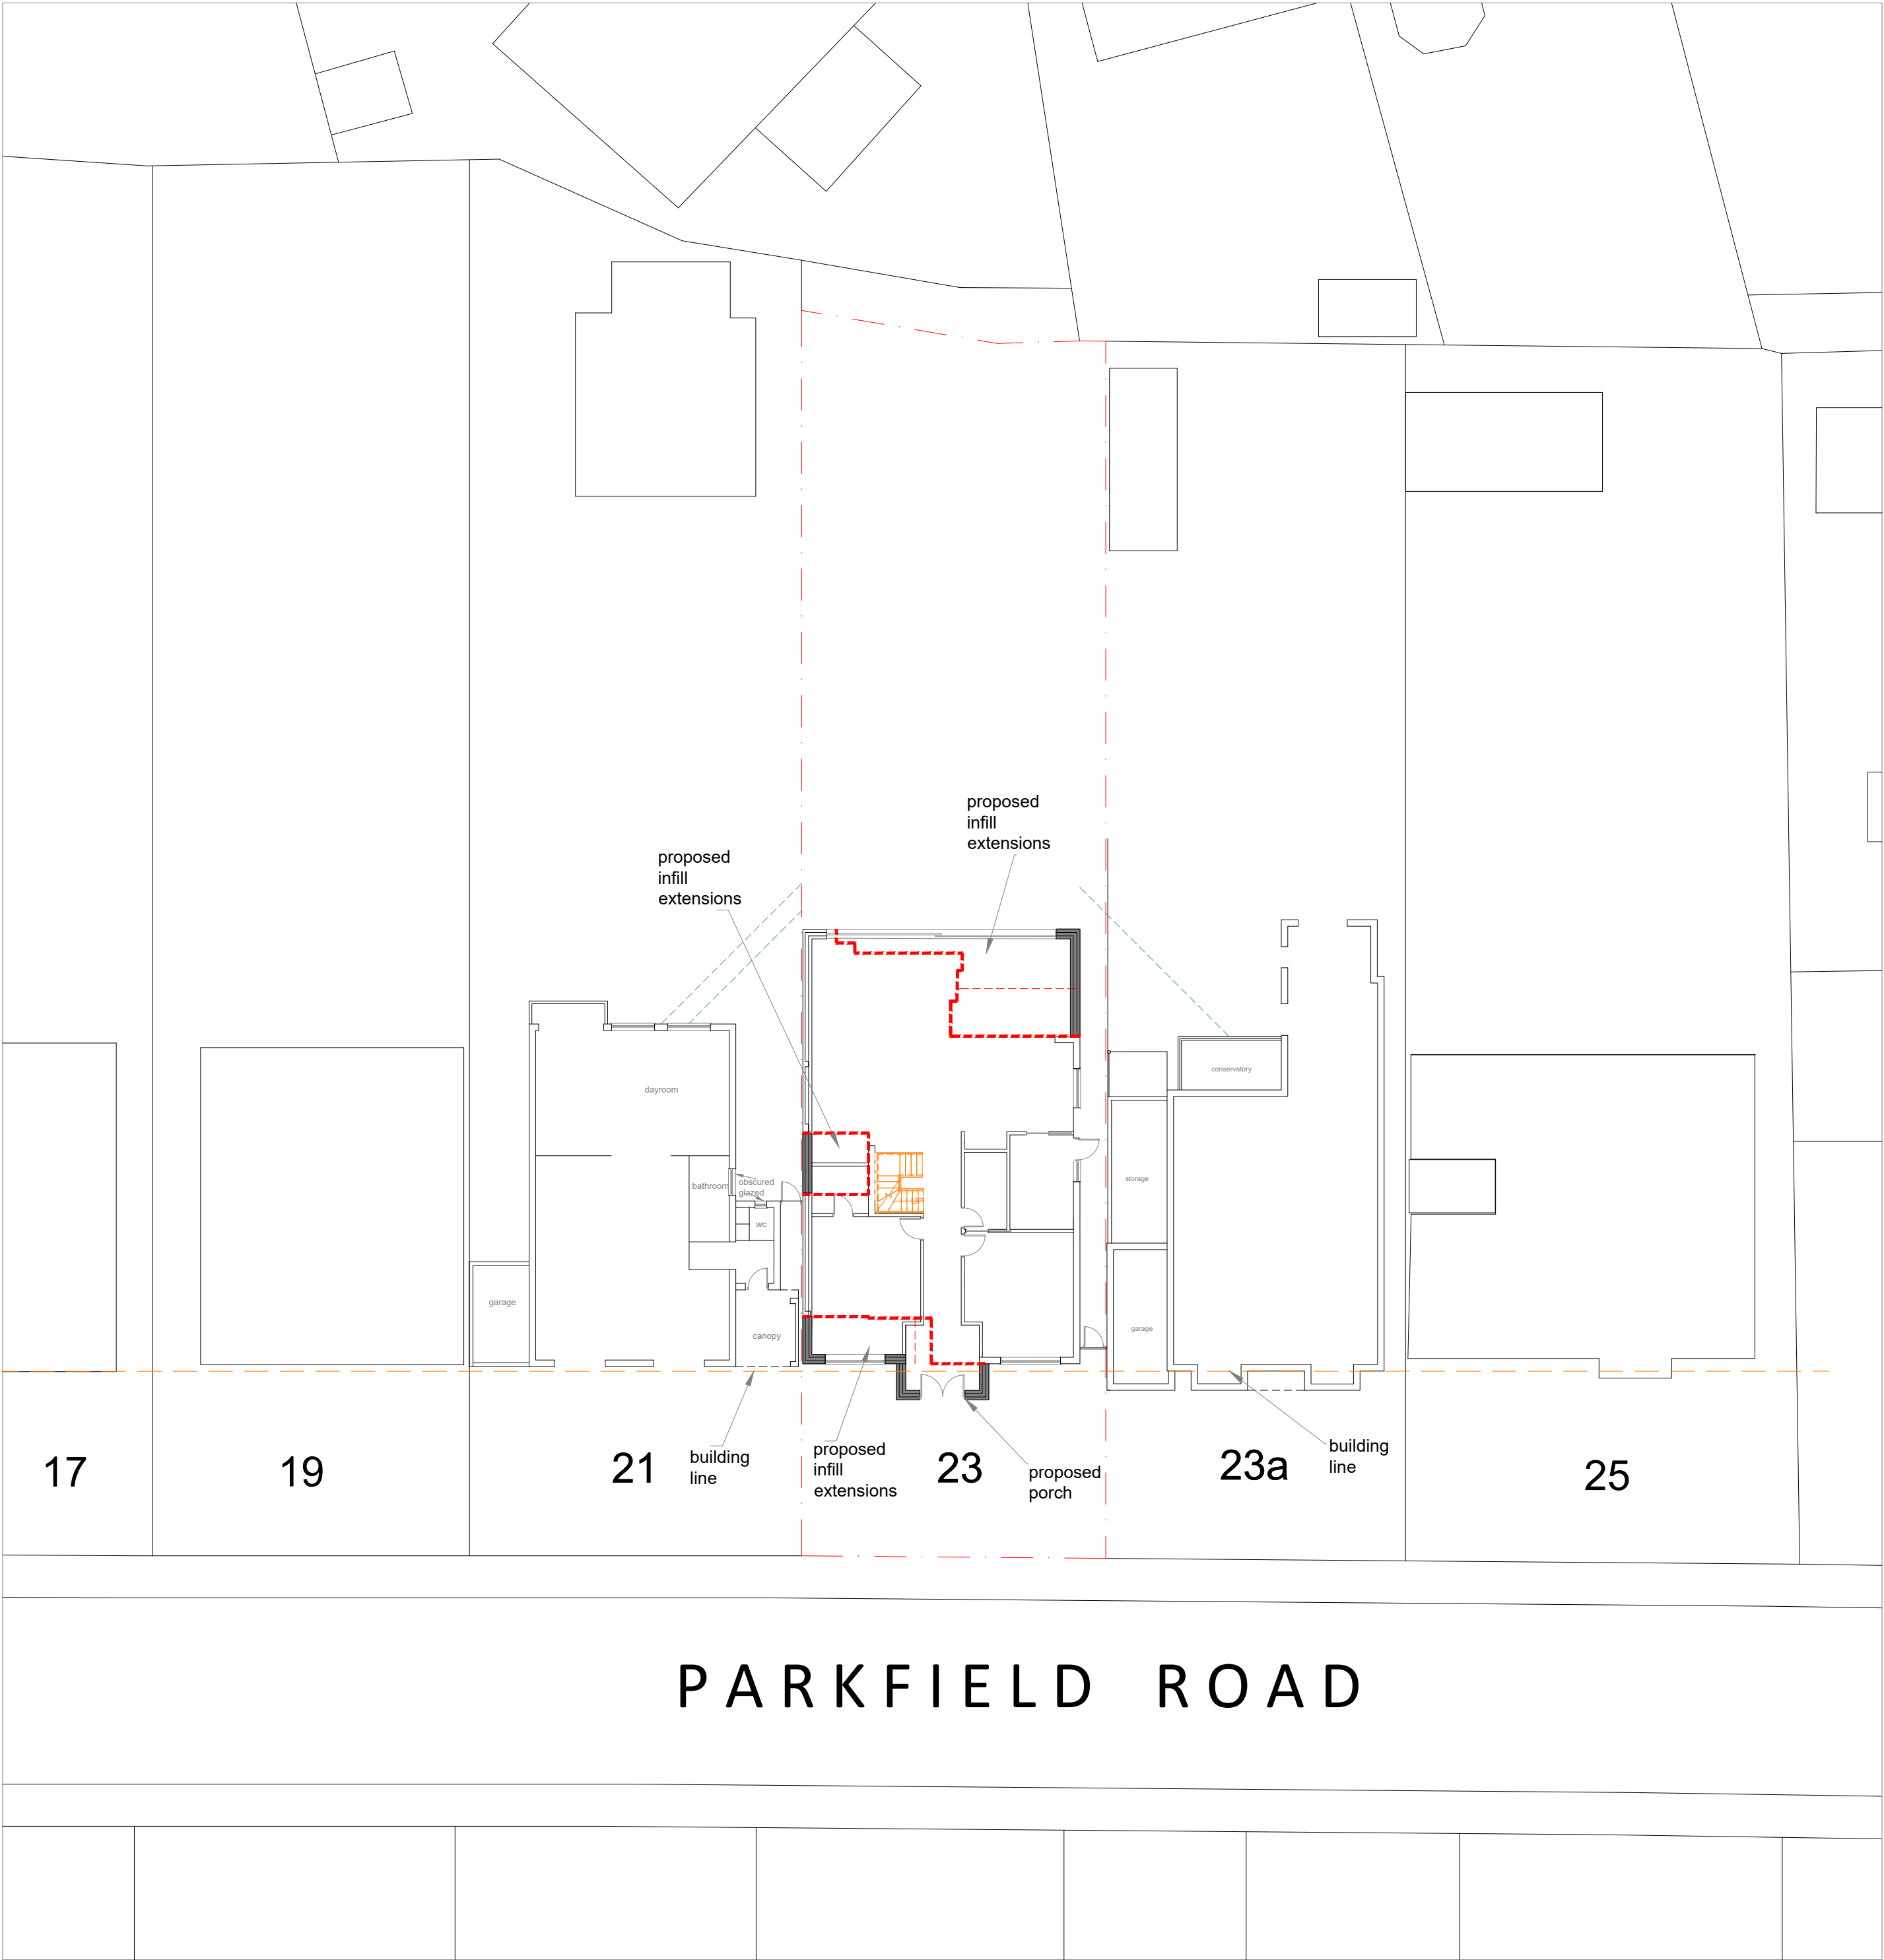 proposed
infill
extensions
proposed
infill
extensions
dayroom
conservatory
bathroom
obscured
glazed
storage
UP
wc
garage
canopy
garage
17
19
21
building
line
proposed
infill
extensions
23
proposed
porch
23a
building
line
25
PARKFIELD ROAD